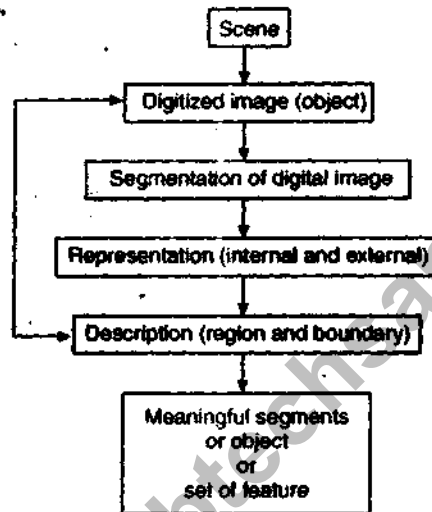 Scene
Digitized image (object)
Segmentation of digital image
Representation (internal and external)
Description (region and boundary)
Meaningful segments
or object
or
set of feature